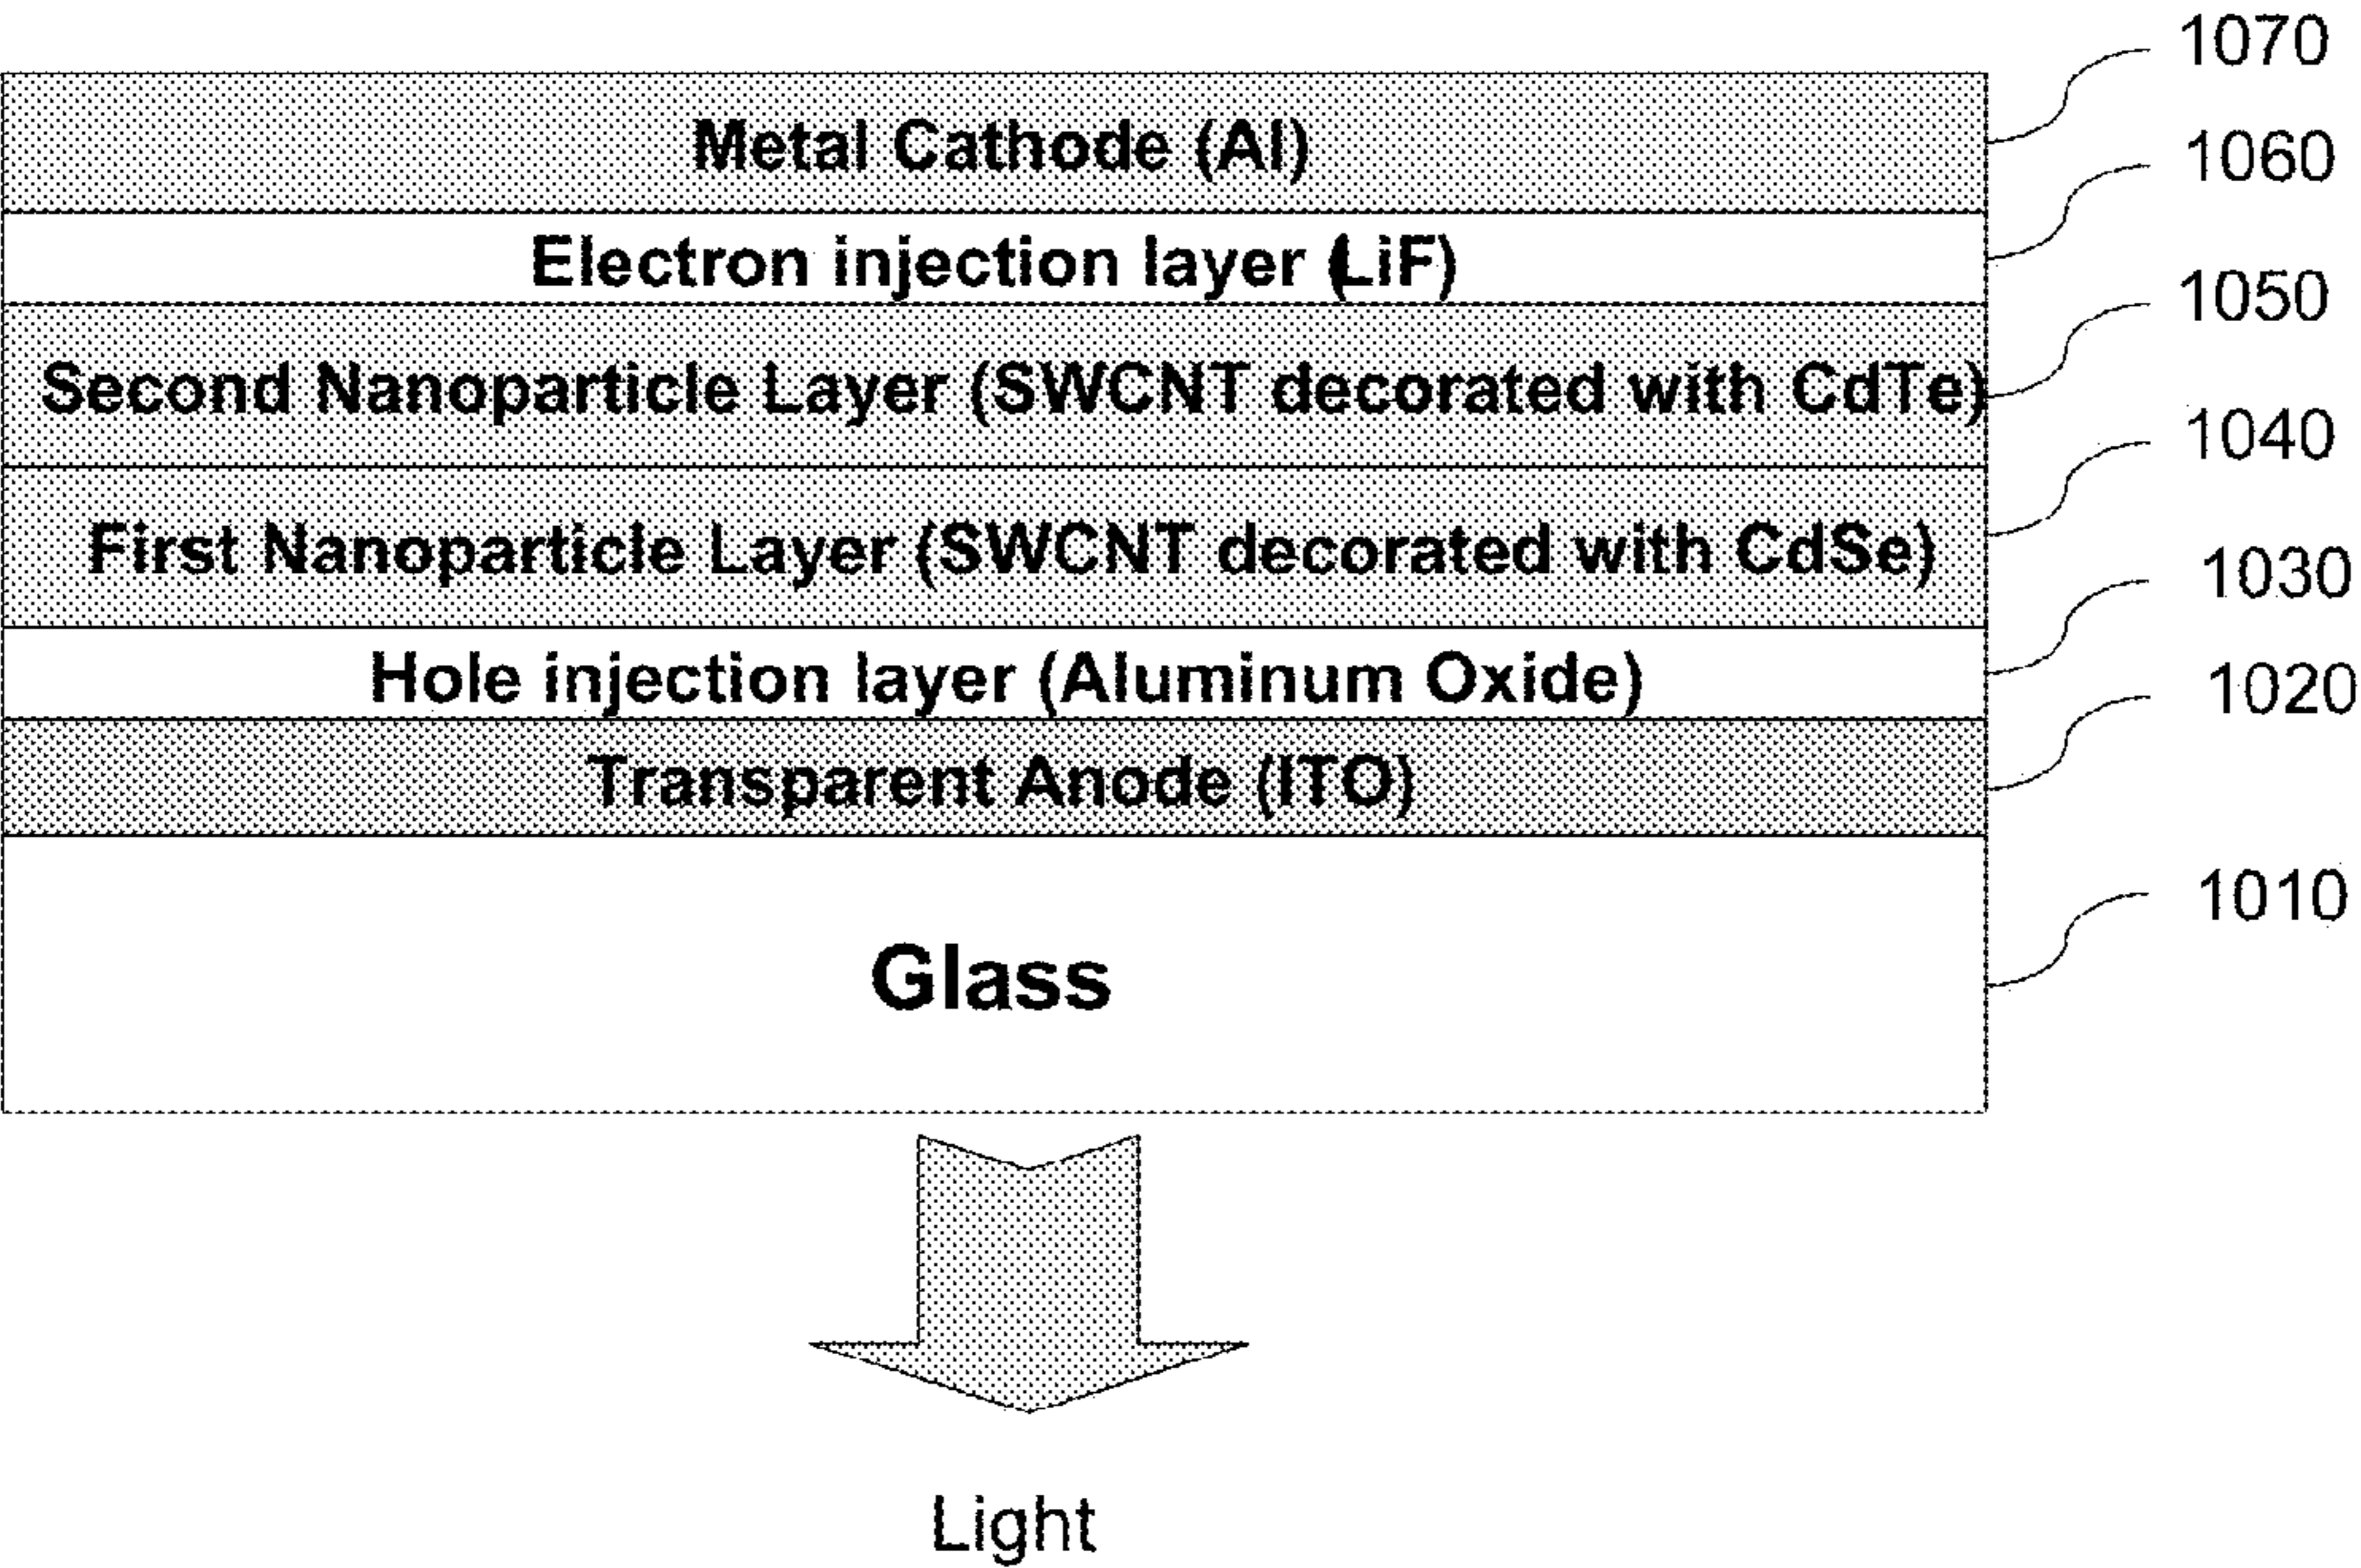 1070
Metal Cathode (Al)
1060
Electron injection layer (LiF)
1050
Second Nanoparticle Layer (SWCNT decorated with CdTe)
1040
First Nanoparticle Layer (SWCNT decorated with CdSe)
1030
Hole injection layer (Aluminum Oxide)
1020
Transparent Anode (ITO)
1010
Glass
Light